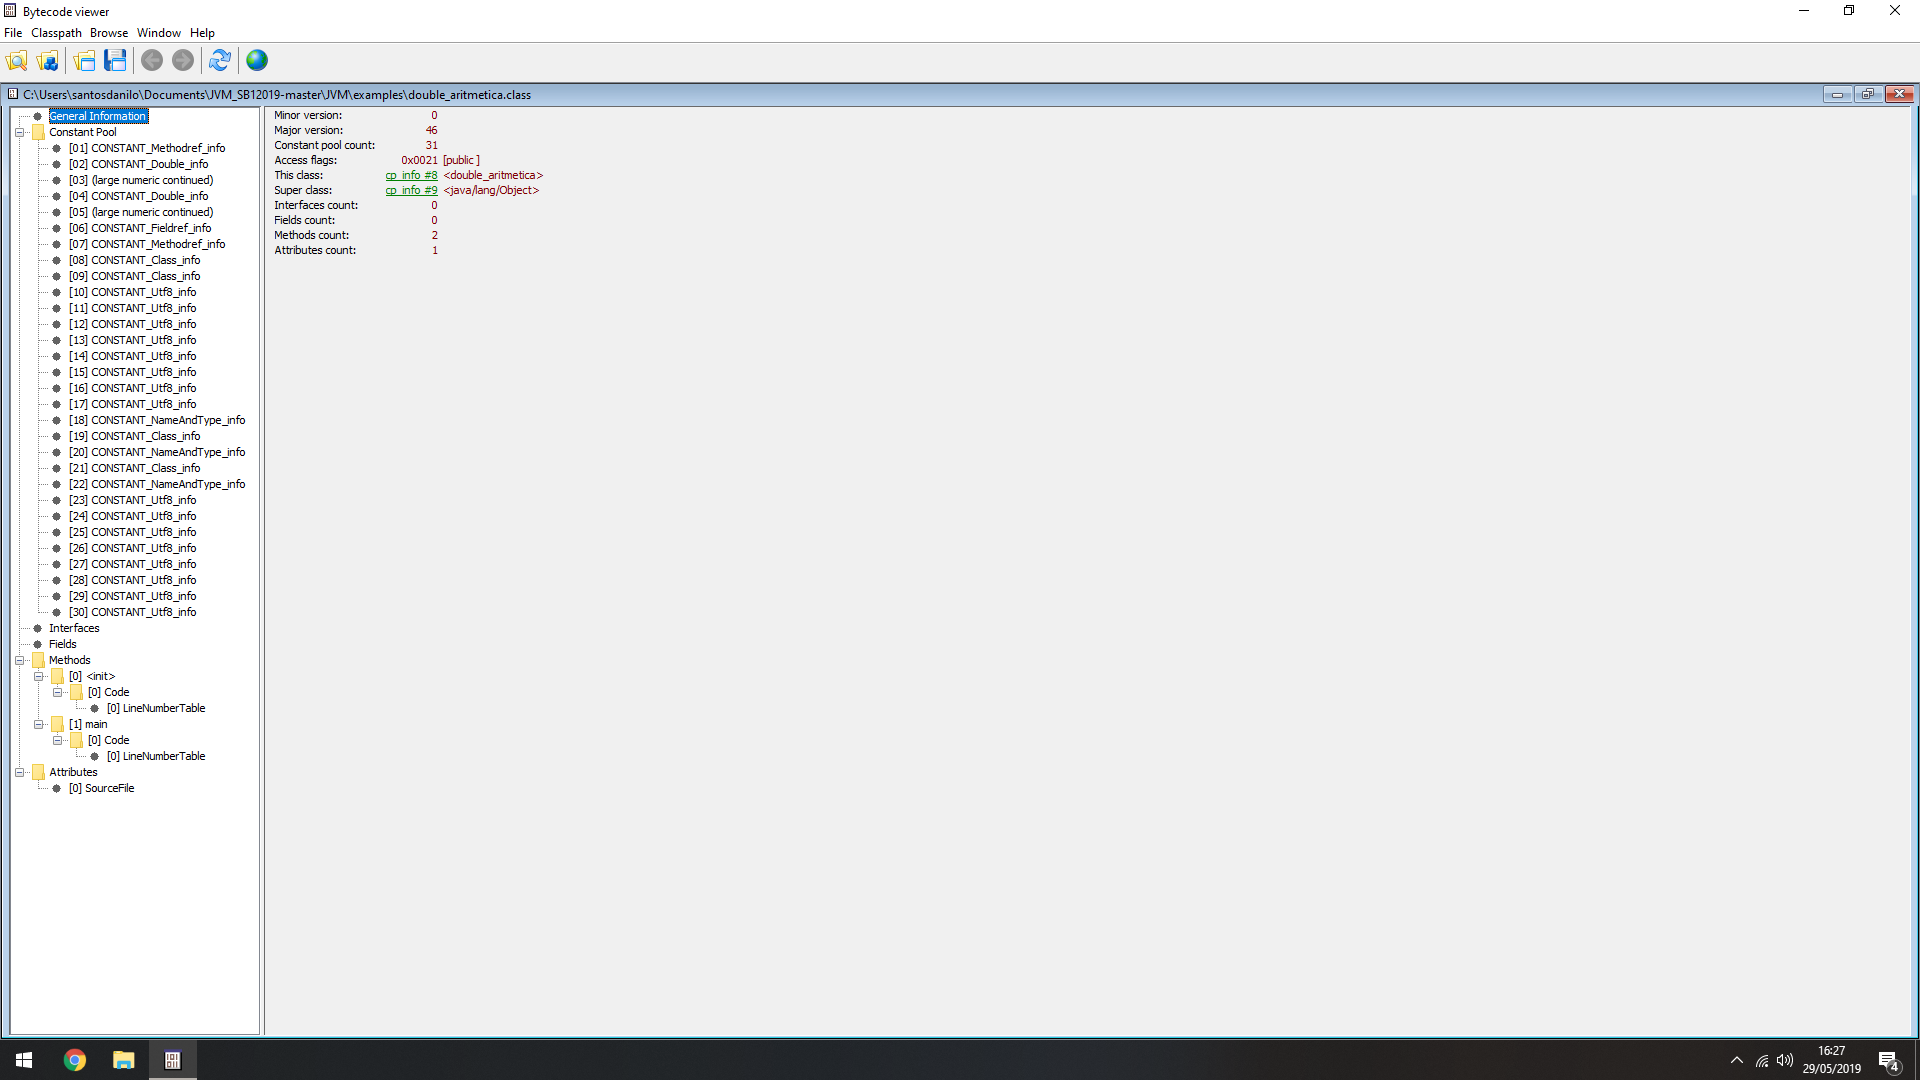 Bytecode viewer
File Classpath Browse Window Help
C:\Users\santosdanilo\Documents\JVM_SB12019-master\JVM\examples\double_aritmetica.class
General Information
Constant Pool
[01] CONSTANT_Methodref_info
[02] CONSTANT_Double_info
[03] (large numeric continued)
[04] CONSTANT_Double_info
[05] (large numeric continued)
[06] CONSTANT_Fieldref_info
[07] CONSTANT_Methodref_info
[08] CONSTANT_Class_info
[09] CONSTANT_Class_info
[10] CONSTANT_Utf8_info
[11] CONSTANT_Utf8_info
[12] CONSTANT_Utf8_info
[13] CONSTANT_Utf8_info
[14] CONSTANT_Utf8_info
[15] CONSTANT_Utf8_info
[16] CONSTANT_Utf8_info
[17] CONSTANT_Utf8_info
[18] CONSTANT_NameAndType_info
[19] CONSTANT_Class_info
[20] CONSTANT_NameAndType_info
[21] CONSTANT_Class_info
[22] CONSTANT_NameAndType_info
[23] CONSTANT_Utf8_info
[24] CONSTANT_Utf8_info
[25] CONSTANT_Utf8_info
[26] CONSTANT_Utf8_info
[27] CONSTANT_Utf8_info
[28] CONSTANT_Utf8_info
[29] CONSTANT_Utf8_info
[30] CONSTANT_Utf8_info
Interfaces
Fields
Methods
[0] <init>
[0] Code
[0] LineNumberTable
[1] main
[0] Code
[0] LineNumberTable
Attributes
[0] SourceFile
Minor version: 0
Major version: 46
Constant pool count: 31
Access flags: 0x0021 [public ]
This class: cp_info #8 <double_aritmetica>
Super class: cp_info #9 <java/lang/Object>
Interfaces count: 0
Fields count: 0
Methods count: 2
Attributes count: 1
16:27
29/05/2019
4